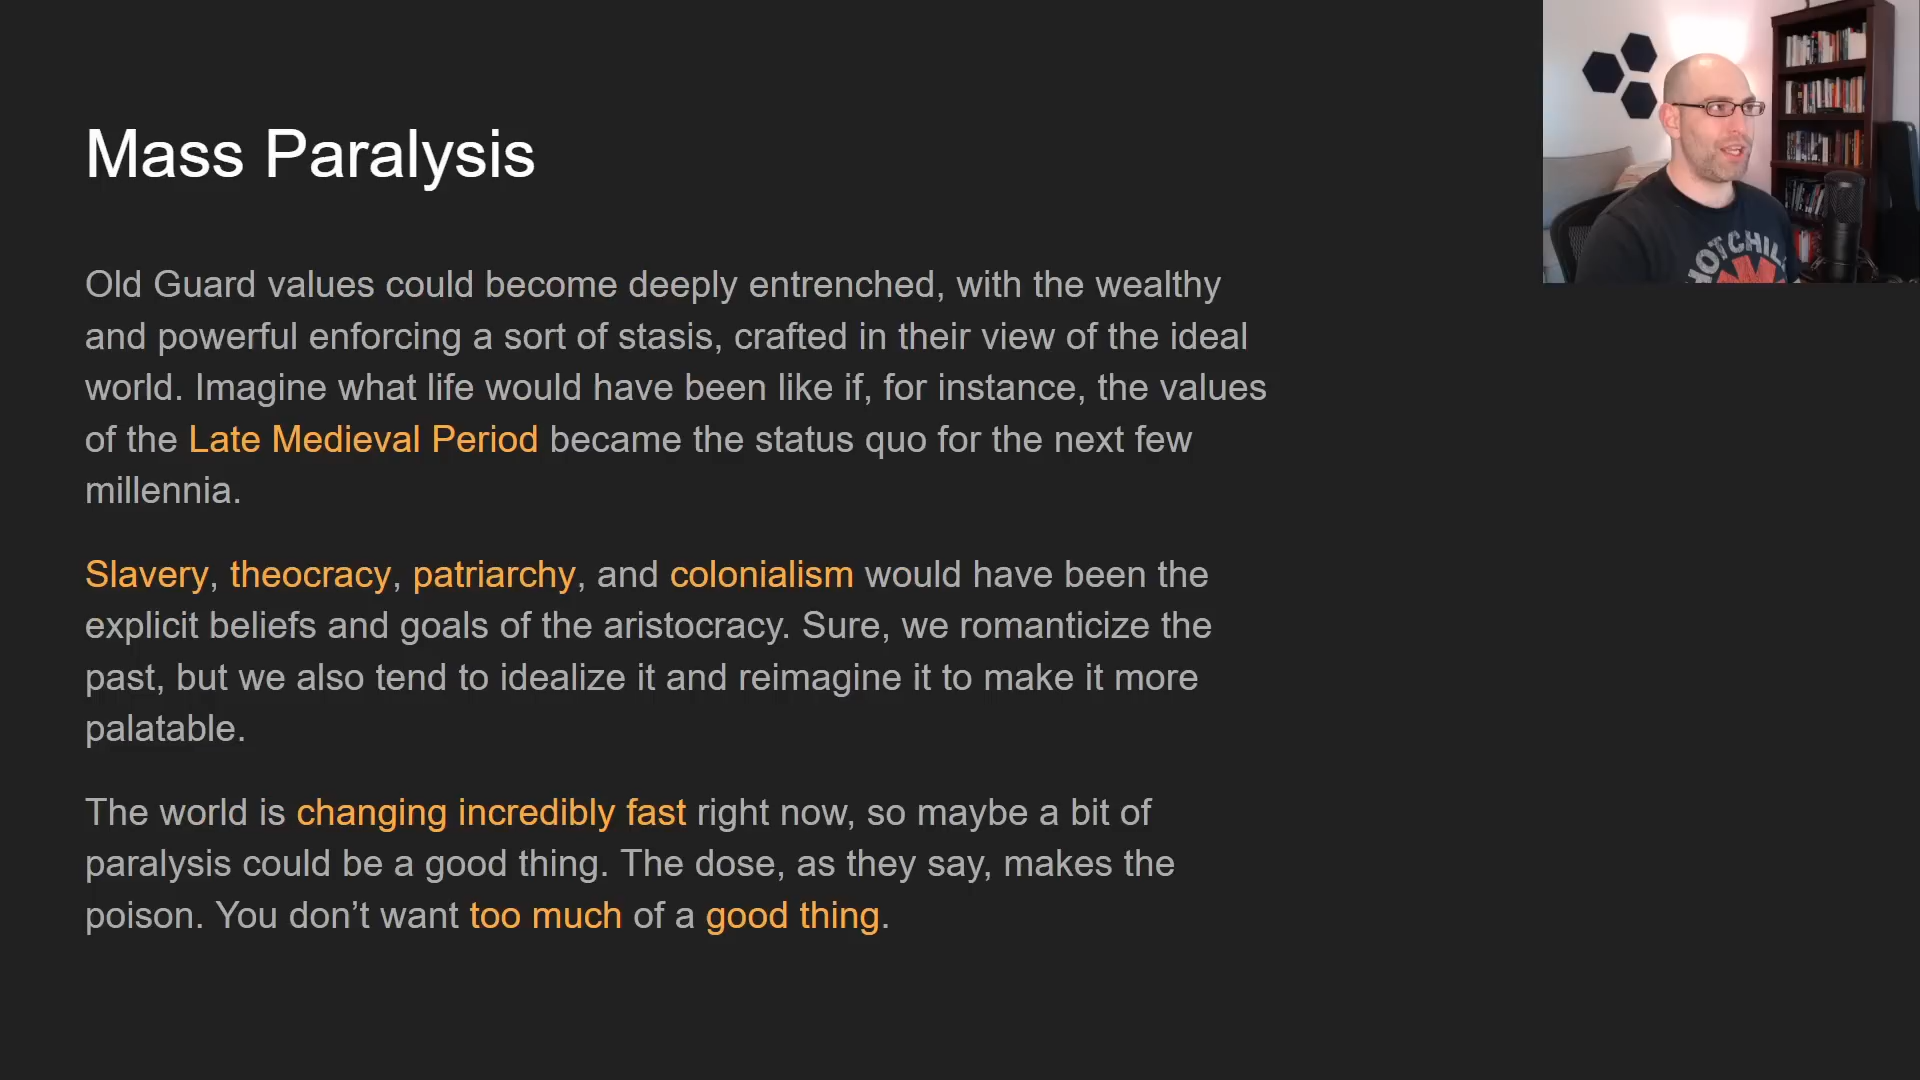 Mass Paralysis
Old Guard values could become deeply entrenched, with the wealthy
and powerful enforcing a sort of stasis, crafted in their view of the ideal
world. Imagine what life would have been like if, for instance, the values
of the Late Medieval Period became the status quo for the next few
millennia.
Slavery, theocracy, patriarchy, and colonialism would have been the
explicit beliefs and goals of the aristocracy. Sure, we romanticize the
past, but we also tend to idealize it and reimagine it to make it more
palatable.
The world is changing incredibly fast right now, so maybe a bit of
paralysis could be a good thing. The dose, as they say, makes the
poison. You don’t want too much of a good thing.
HOT CHIL